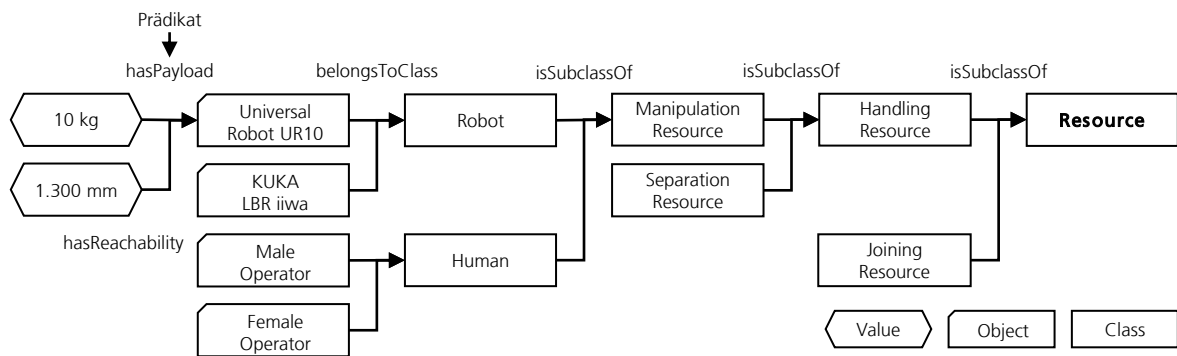 Prädikat
hasPayload
belongsToClass
isSubclassOf
isSubclassOf
isSubclassOf
10 kg
Universal
Robot UR10
Robot
Manipulation
Resource
Handling
Resource
Resource
1.300 mm
KUKA
LBR iiwa
Separation
Resource
hasReachability
Male
Operator
Human
Joining
Resource
Female
Operator
Value
Object
Class